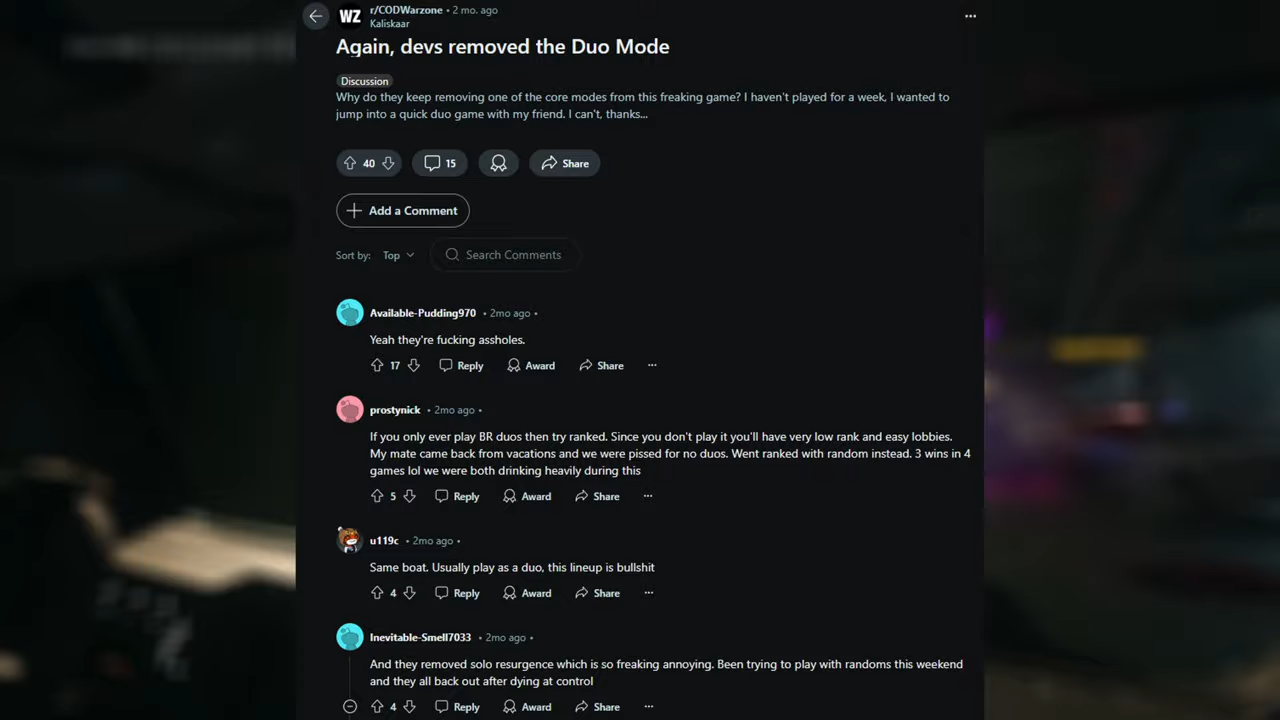 WZ
r/CODWarzone • 2 mo. ago
Kaliskaar
Again, devs removed the Duo Mode
Discussion
Why do they keep removing one of the core modes from this freaking game? I haven't played for a week, I wanted to
jump into a quick duo game with my friend. I can't, thanks...
40 15 Share
Add a Comment
Sort by: Top Search Comments
Available-Pudding970 • 2mo ago •
Yeah they're fucking assholes.
17 Reply Award Share
prostynick • 2mo ago •
If you only ever play BR duos then try ranked. Since you don't play it you'll have very low rank and easy lobbies.
My mate came back from vacations and we were pissed for no duos. Went ranked with random instead. 3 wins in 4
games lol we were both drinking heavily during this
5 Reply Award Share
u119c • 2mo ago •
Same boat. Usually play as a duo, this lineup is bullshit
4 Reply Award Share
Inevitable-Smell7033 • 2mo ago •
And they removed solo resurgence which is so freaking annoying. Been trying to play with randoms this weekend
and they all back out after dying at control
4 Reply Award Share